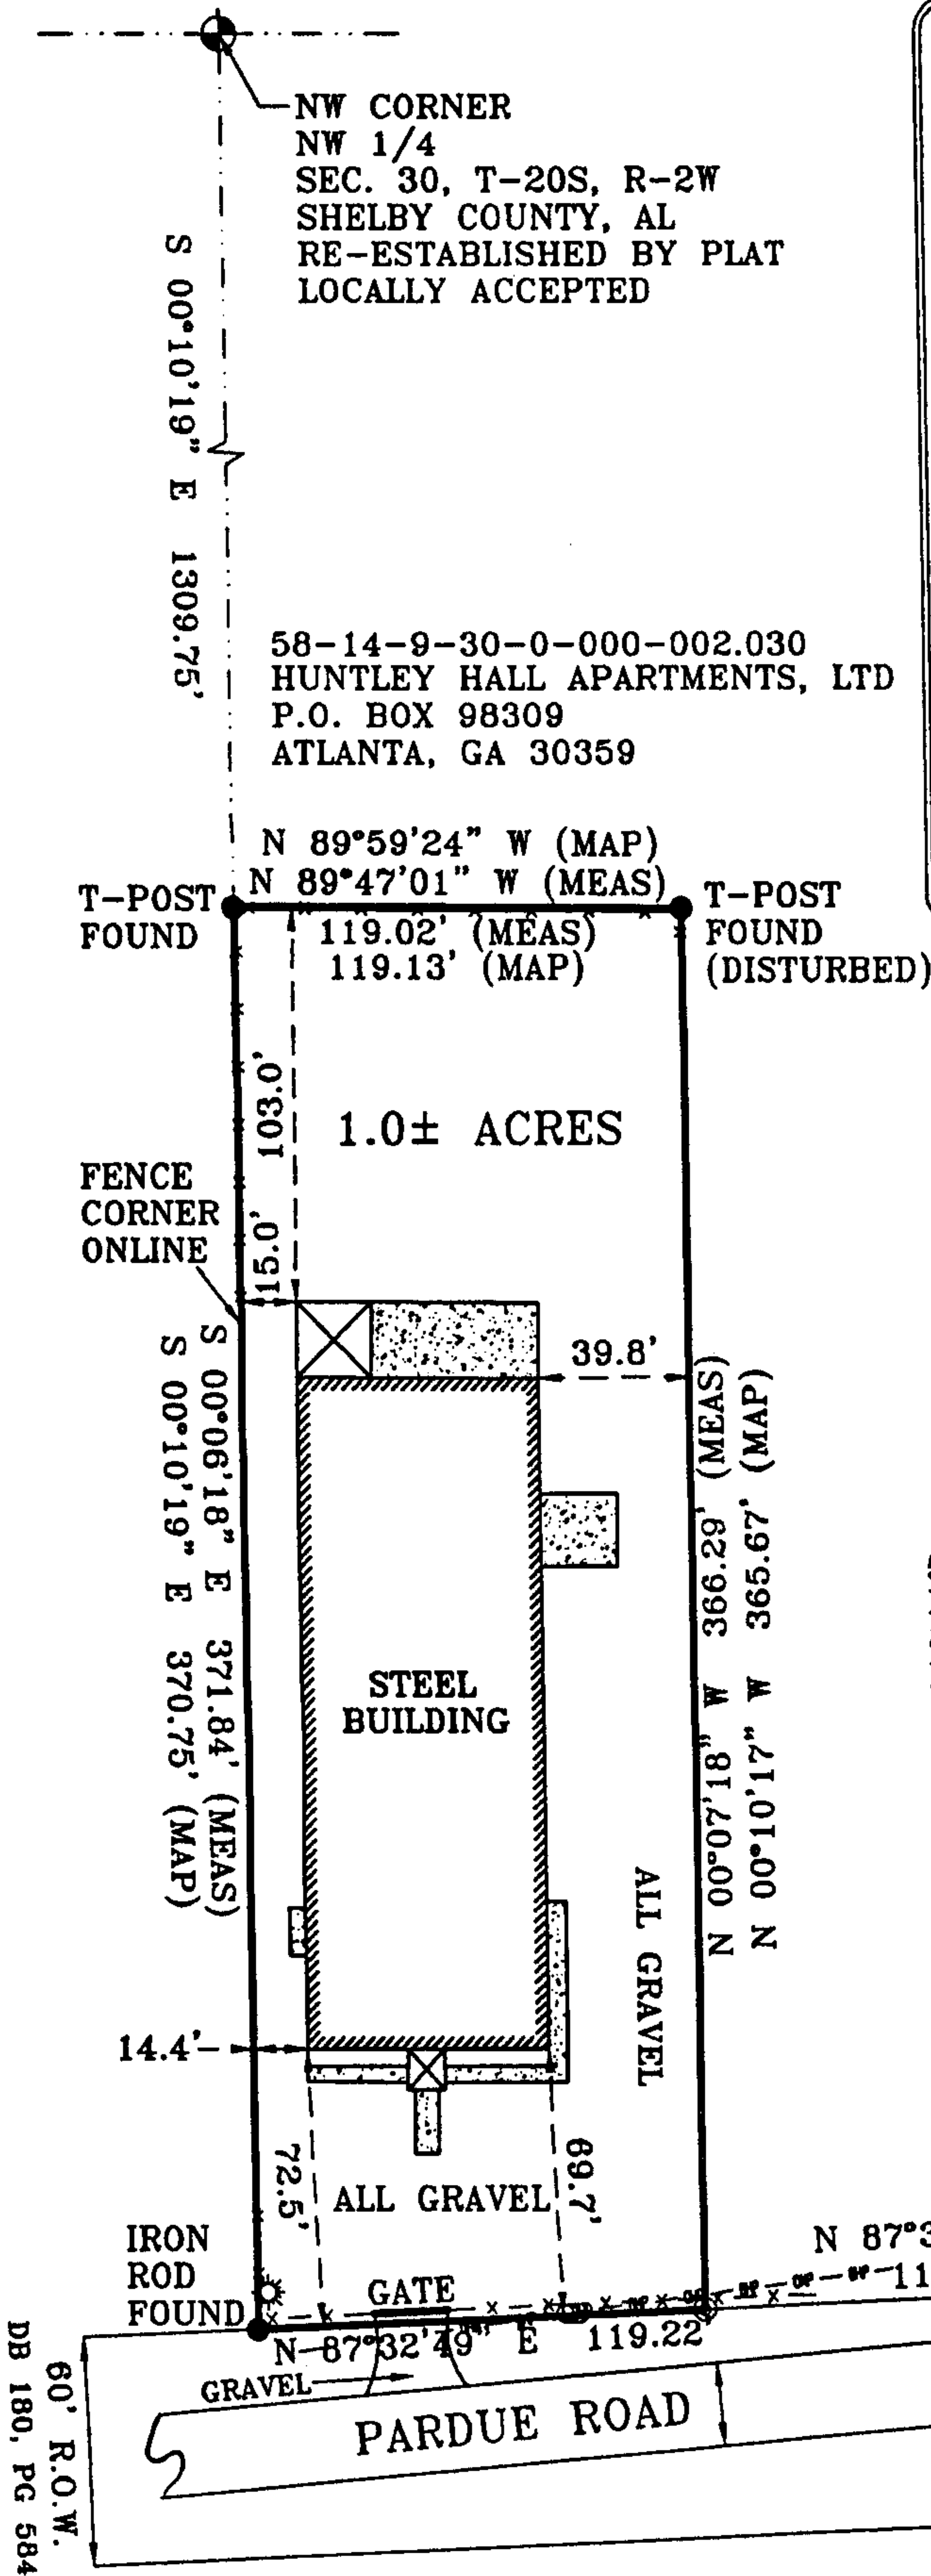 NW CORNER
NW 1/4
SEC. 30, T-20S, R-2W
SHELBY COUNTY, AL
RE-ESTABLISHED BY PLAT
LOCALLY ACCEPTED
S 00°10'19" E 1309.75'
58-14-9-30-0-000-002.030
HUNTLEY HALL APARTMENTS, LTD
P.O. BOX 98309
ATLANTA, GA 30359
N 89°59'24" W (MAP)
N 89°47'01" W (MEAS)
T-POST
FOUND
119.02' (MEAS)
119.13' (MAP)
T-POST
FOUND
(DISTURBED)
103.0'
1.0± ACRES
FENCE
CORNER
ONLINE
15.0'
39.8'
S 00°06'18" E 371.84' (MEAS)
S 00°10'19" E 370.75' (MAP)
N 00°07'18" W 366.29' (MEAS)
N 00°10'17" W 365.67' (MAP)
STEEL
BUILDING
ALL GRAVEL
14.4'
72.5'
69.7'
ALL GRAVEL
IRON
ROD
FOUND
GATE
N 87°3
11
N 87°32'49" E 119.22'
GRAVEL
PARDUE ROAD
60' R.O.W.
DB 180, PG 584